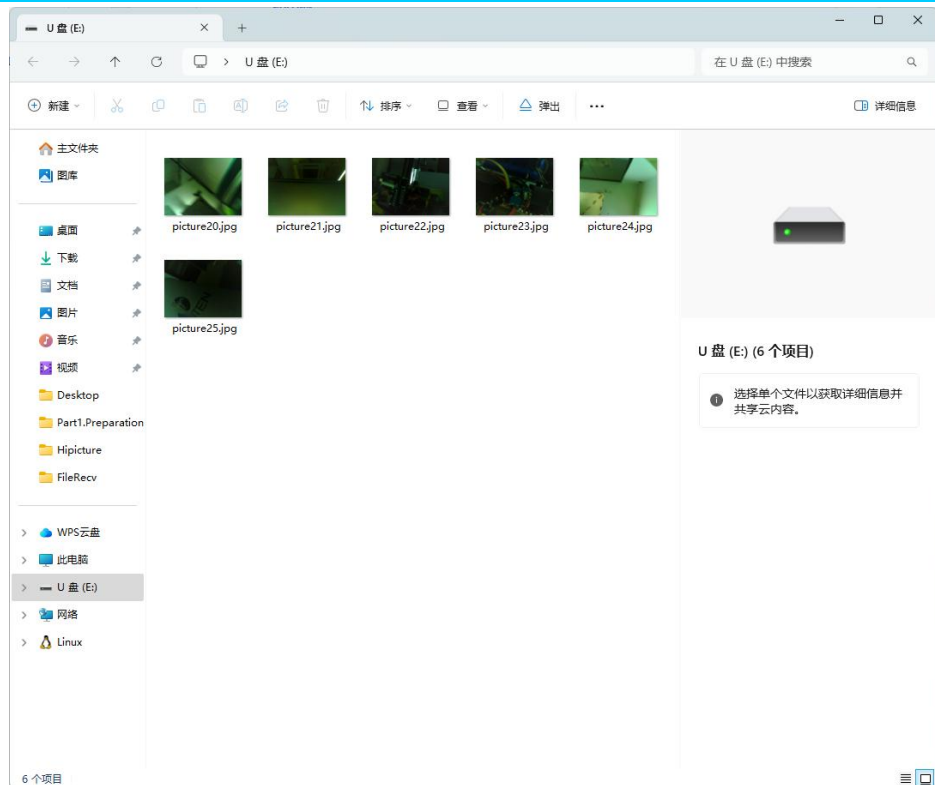 U 盘 (E:)
U 盘 (E:)
在 U 盘 (E:) 中搜索
新建
排序
查看
弹出
详细信息
主文件夹
图库
桌面
下载
文档
图片
音乐
视频
Desktop
Part1.Preparation
Hipicture
FileRecv
WPS云盘
此电脑
U 盘 (E:)
网络
Linux
picture20.jpg
picture21.jpg
picture22.jpg
picture23.jpg
picture24.jpg
picture25.jpg
U 盘 (E:) (6 个项目)
选择单个文件以获取详细信息并
共享云内容。
6 个项目